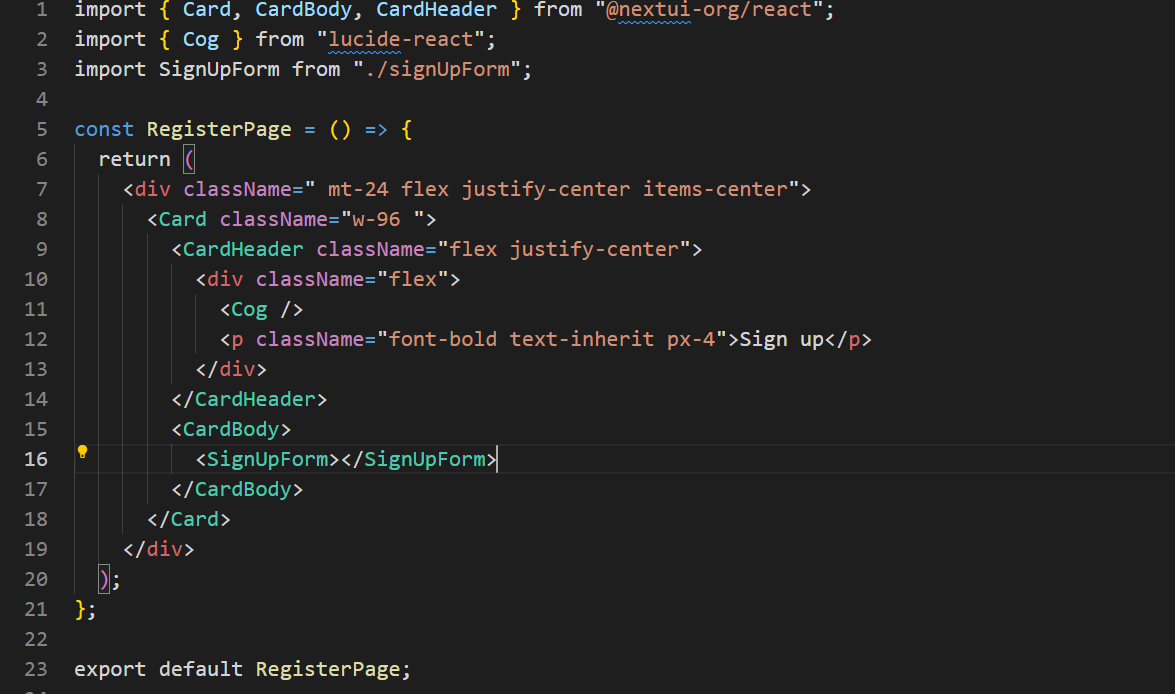 1 import { Card, CardBody, CardHeader } from "@nextui-org/react";
2 import { Cog } from "lucide-react";
3 import SignUpForm from "./signUpForm";
4
5 const RegisterPage = () => {
6   return (
7     <div className=" mt-24 flex justify-center items-center">
8       <Card className="w-96 ">
9         <CardHeader className="flex justify-center">
10           <div className="flex">
11             <Cog />
12             <p className="font-bold text-inherit px-4">Sign up</p>
13           </div>
14         </CardHeader>
15         <CardBody>
16           <SignUpForm></SignUpForm>
17         </CardBody>
18       </Card>
19     </div>
20   );
21 };
22
23 export default RegisterPage;